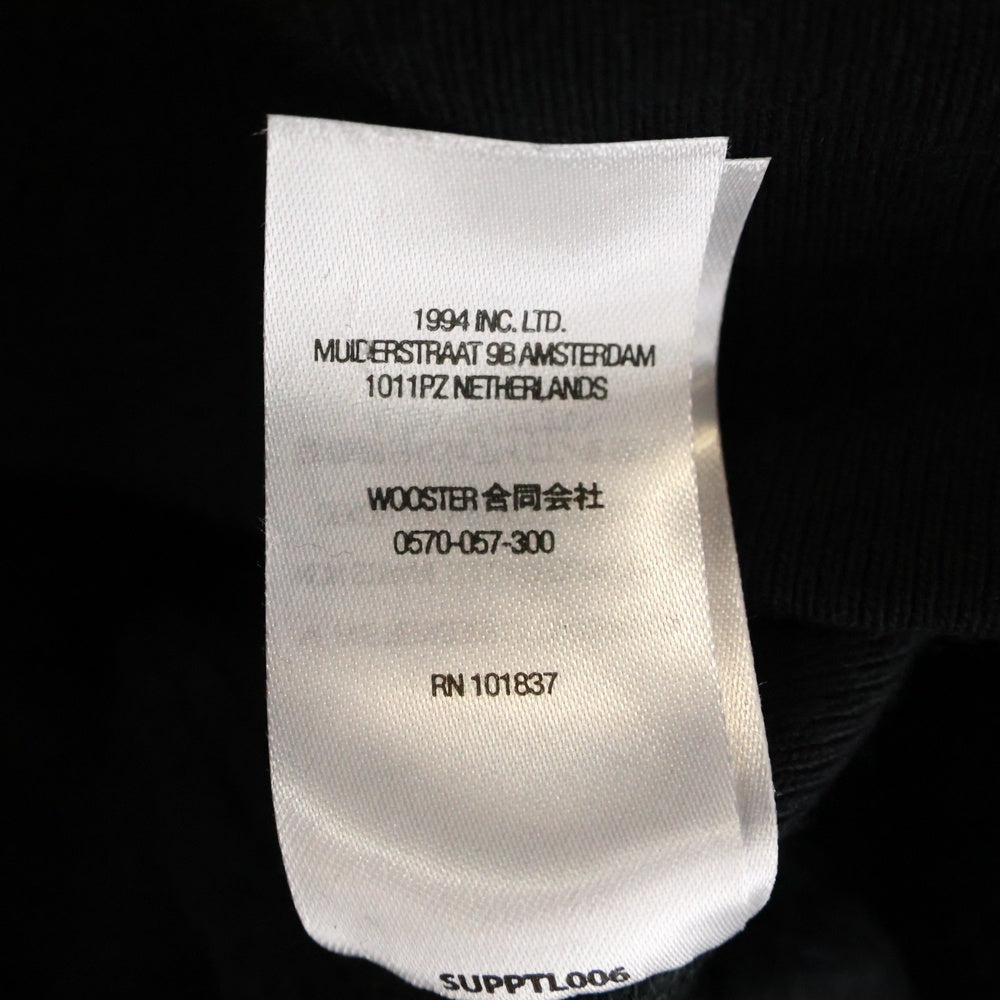 1994 INC. LTD.
MUIDERSTRAAT 9B AMSTERDAM
1011PZ NETHERLANDS
WOOSTER 合同会社
0570-057-300
RN 101837
SUPPTL006